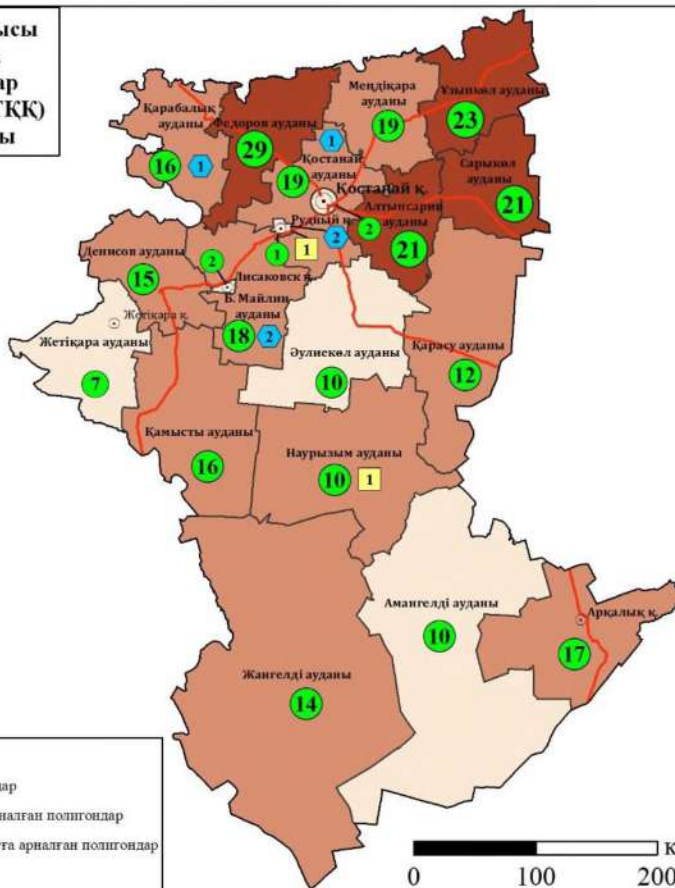 ысы
ар
ТҚҚ)
ы
Қарабалық
ауданы
16
1
Федоров ауданы
29
Меңдіқара
ауданы
19
Ұзынкөл ауданы
23
1
Қостанай
ауданы
19
Сарыкөл
ауданы
21
Қостанай қ.
Алтынсарин
ауданы
21
Рудный қ.
2
2
1
1
Денисов ауданы
15
2
Лисаковск қ.
Б. Майлин
ауданы
18
2
Жетіқара қ.
Жетіқара ауданы
7
Әулиекөл ауданы
10
Қарасу ауданы
12
Қамысты ауданы
16
Наурызым ауданы
10
1
Амангелді ауданы
10
Арқалық қ.
17
Жангелді ауданы
14
дар
налған полигондар
ға арналған полигондар
0
100
200